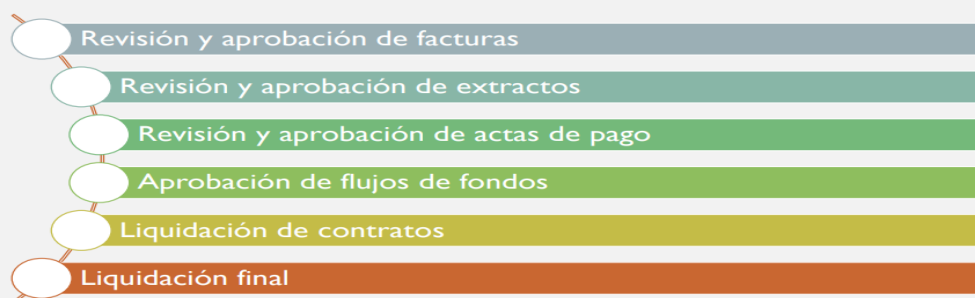 Revisión y aprobación de facturas
Revisión y aprobación de extractos
Revisión y aprobación de actas de pago
Aprobación de flujos de fondos
Liquidación de contratos
Liquidación final